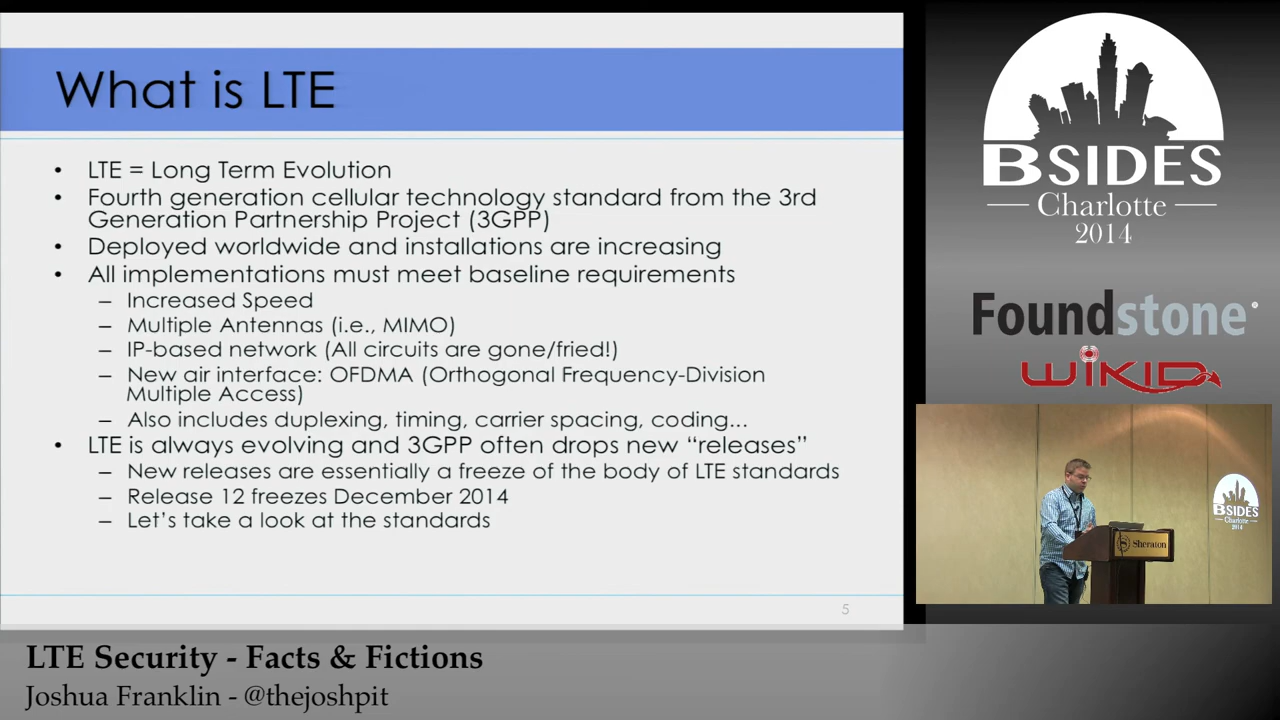 What is LTE
• LTE = Long Term Evolution
• Fourth generation cellular technology standard from the 3rd
Generation Partnership Project (3GPP)
• Deployed worldwide and installations are increasing
• All implementations must meet baseline requirements
– Increased Speed
– Multiple Antennas (i.e., MIMO)
– IP-based network (All circuits are gone/fried!)
– New air interface: OFDMA (Orthogonal Frequency-Division
Multiple Access)
– Also includes duplexing, timing, carrier spacing, coding...
• LTE is always evolving and 3GPP often drops new “releases”
– New releases are essentially a freeze of the body of LTE standards
– Release 12 freezes December 2014
– Let’s take a look at the standards
5
BSIDES
Charlotte
2014
Foundstone®
WiKID
Sheraton
BSIDES
Charlotte
2014
LTE Security - Facts & Fictions
Joshua Franklin - @thejoshpit